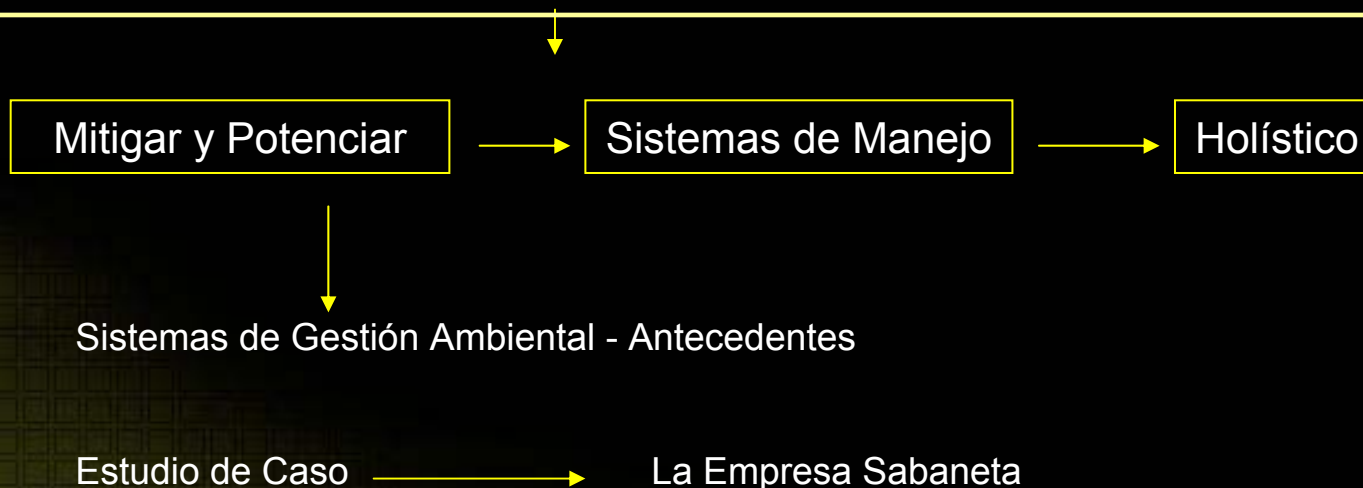 Mitigar y Potenciar Sistemas de Manejo Holístico
Sistemas de Gestión Ambiental - Antecedentes
Estudio de Caso La Empresa Sabaneta